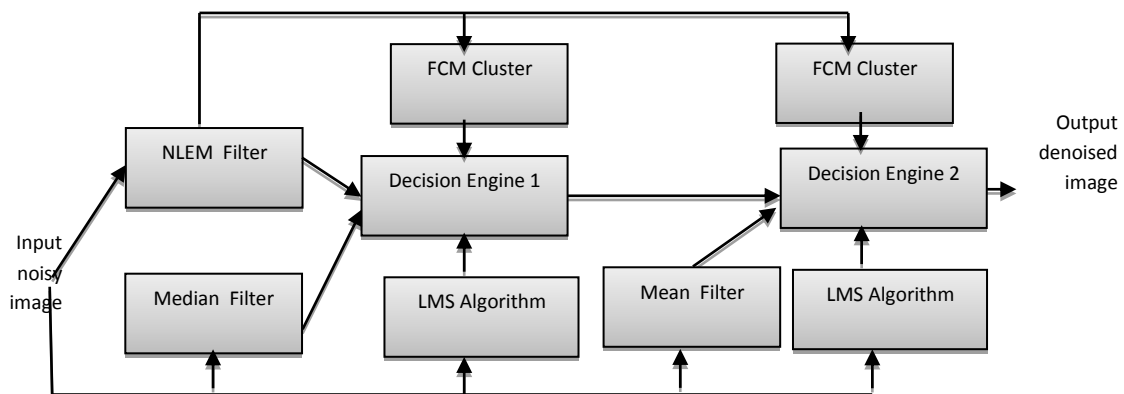 FCM Cluster
FCM Cluster
NLEM  Filter
Decision Engine 1
Decision Engine 2
Output
denoised
image
Input
noisy
image
Median  Filter
LMS Algorithm
Mean  Filter
LMS Algorithm